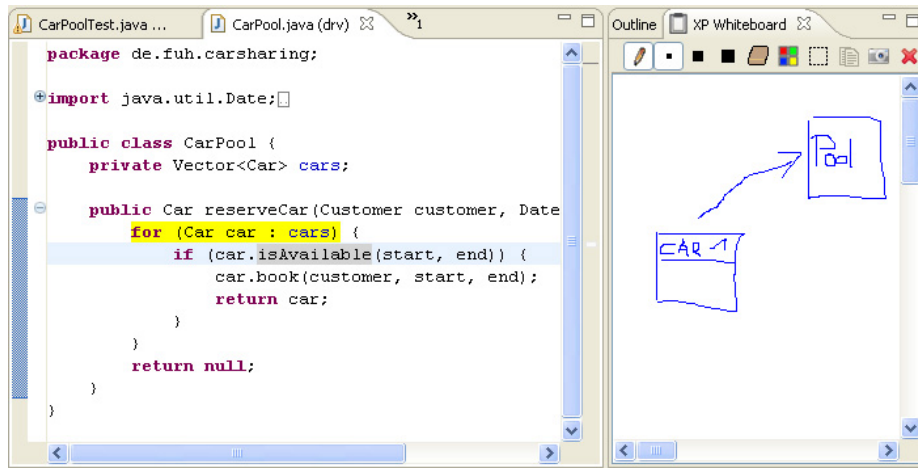 CarPoolTest.java ...
CarPool.java (drv)
»1
package de.fuh.carsharing;
import java.util.Date;
public class CarPool {
private Vector<Car> cars;
public Car reserveCar(Customer customer, Date
for (Car car : cars) {
if (car.isAvailable(start, end)) {
car.book(customer, start, end);
return car;
}
}
return null;
}
}
Outline
XP Whiteboard
Pool
CAR 1